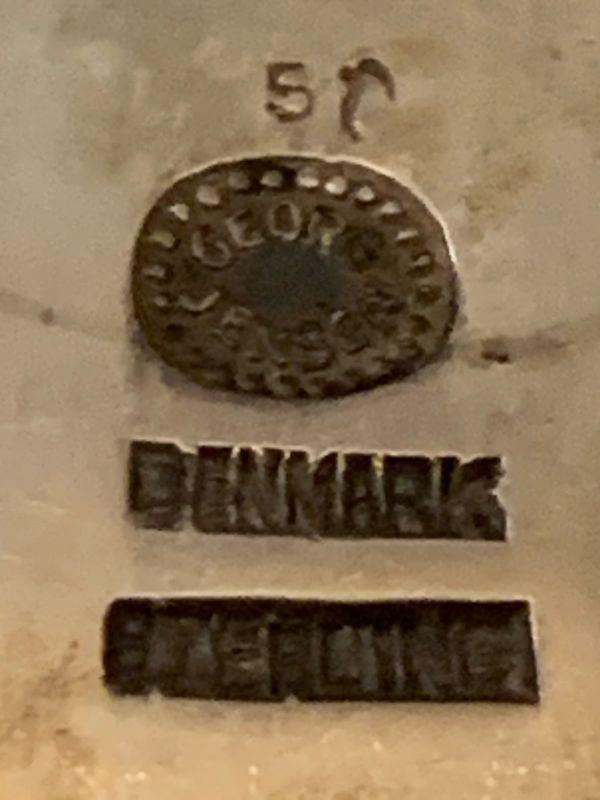 5
GEORG
JENSEN
DENMARK
STERLING